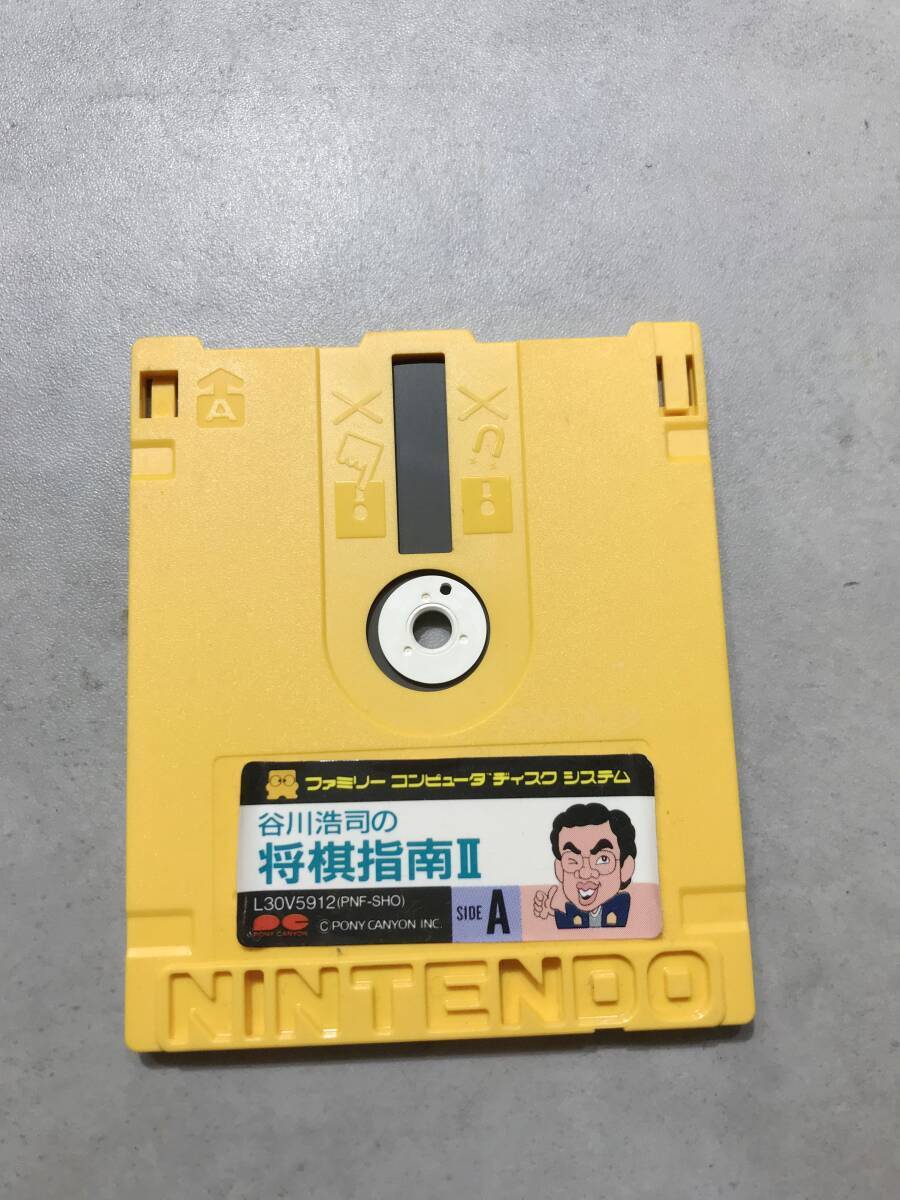 A
ファミリー コンピュータ ディスク システム
谷川浩司の
将棋指南II
L30V5912(PNF-SHO)
PONY CANYON
© PONY CANYON INC.
SIDE A
NINTENDO